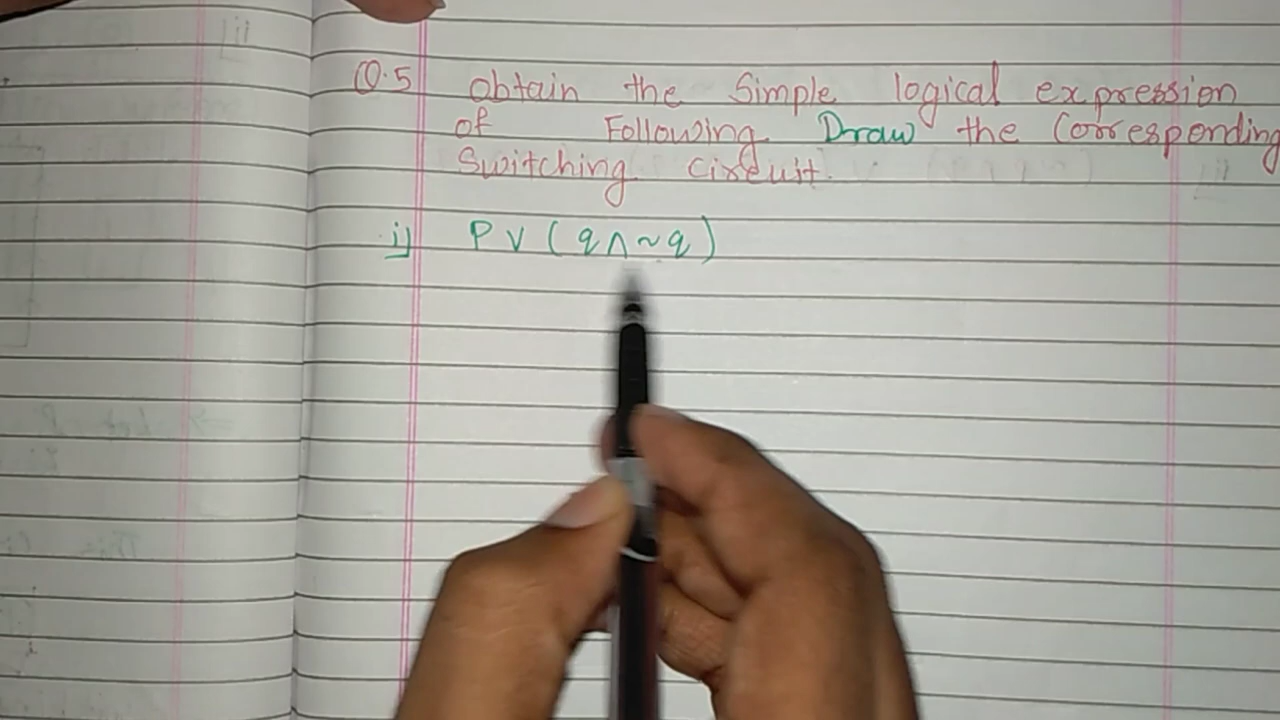 Q.5 Obtain the Simple logical expression
of Following. Draw the Corresponding
Switching Circuit.
i) P ∨ ( q ∧ ~ q )